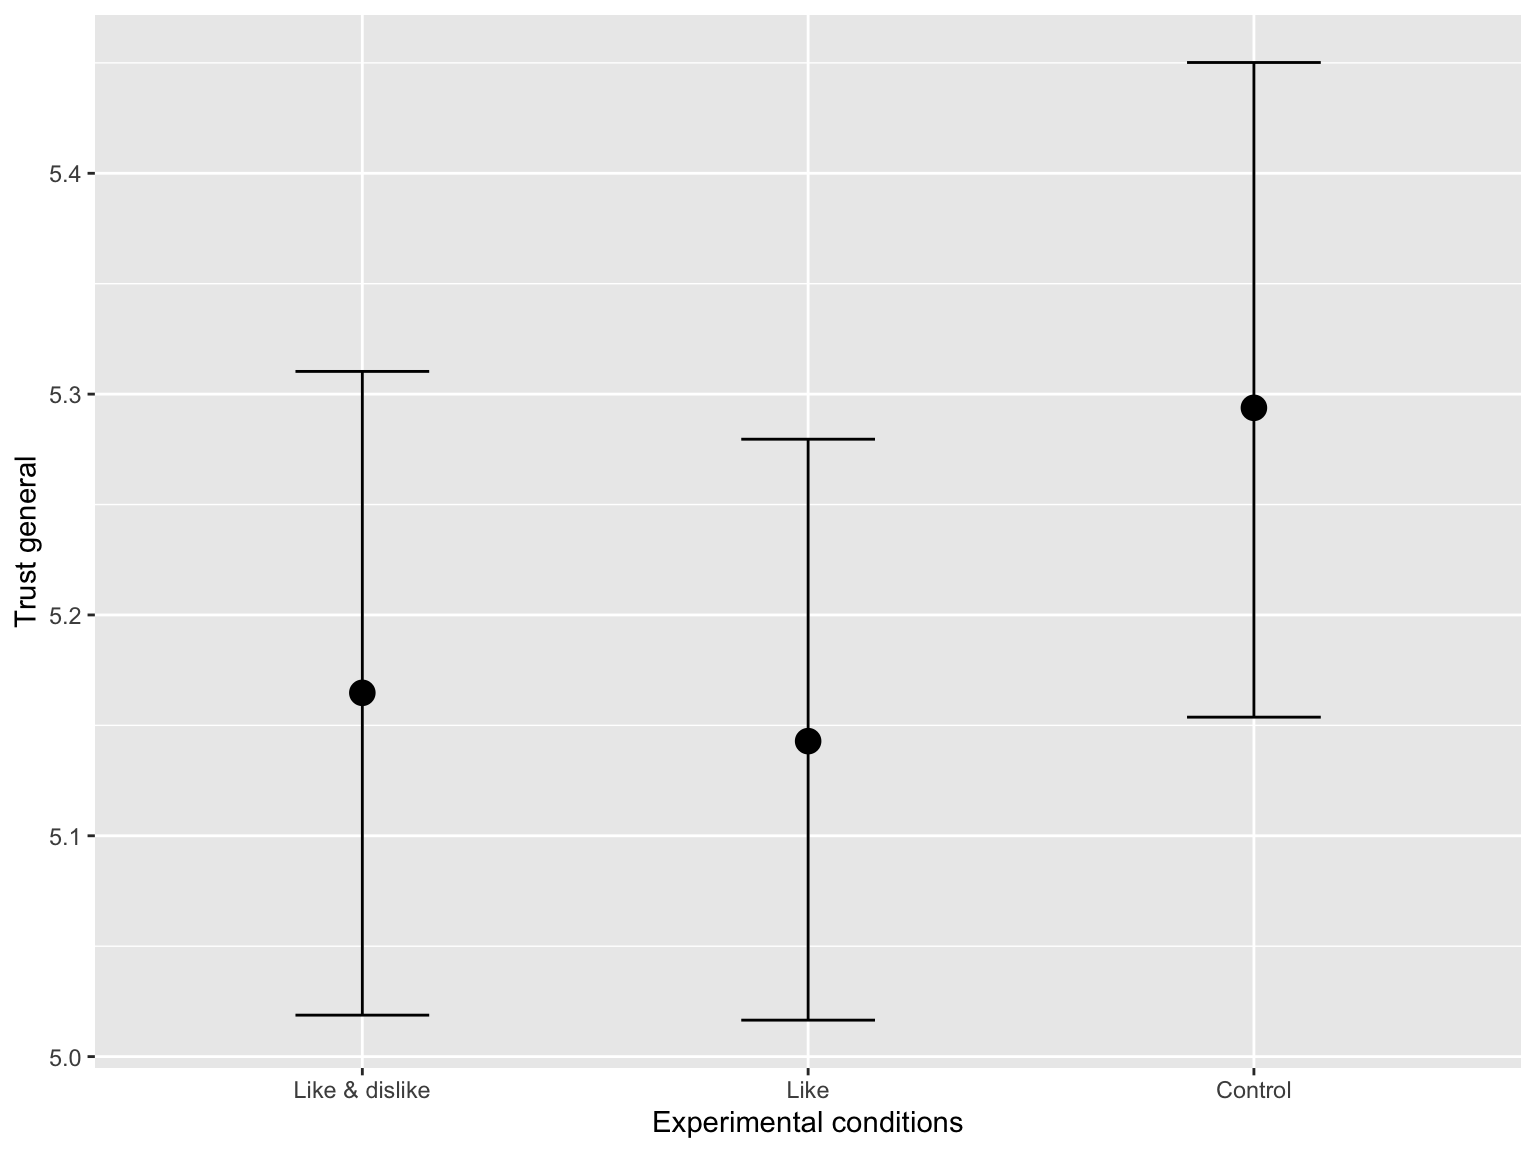 5.4
5.3
5.2
5.1
5.0
Trust general
Like & dislike
Like
Control
Experimental conditions